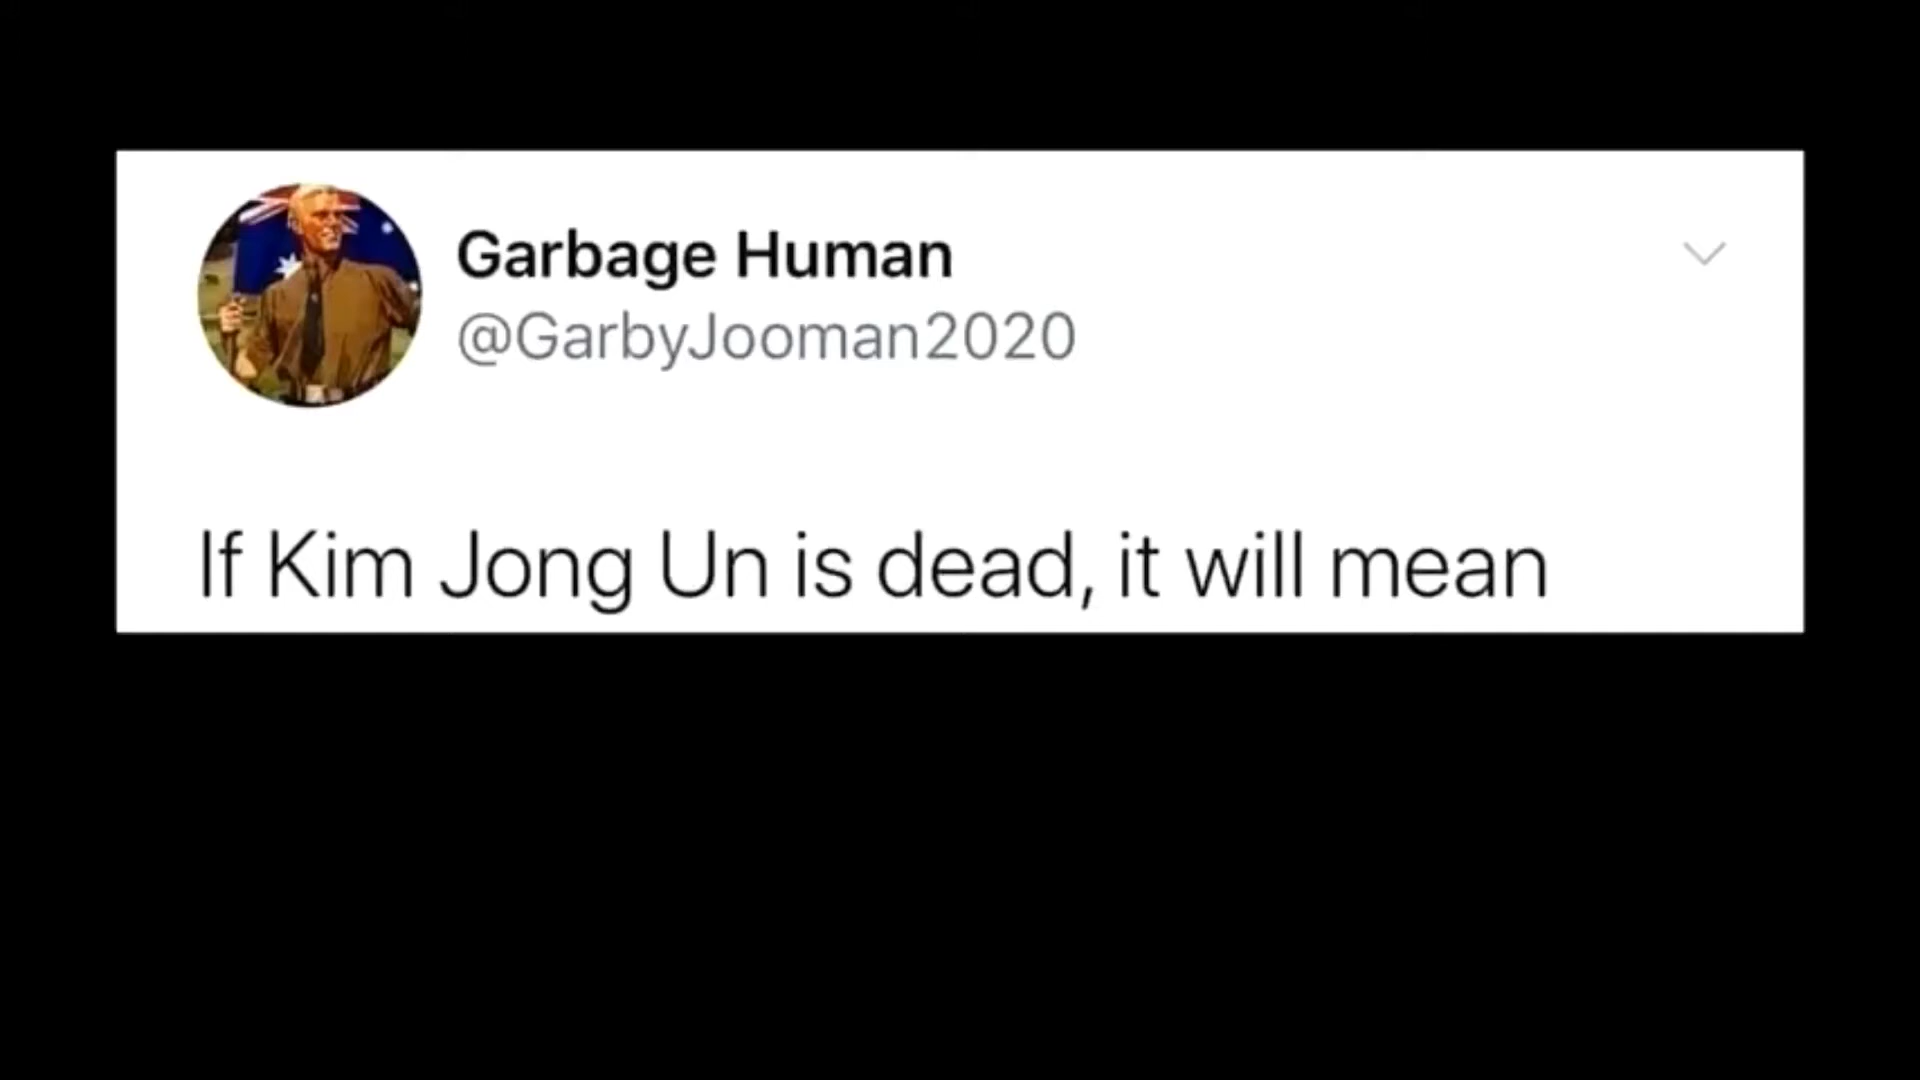 Garbage Human
@GarbyJooman2020
If Kim Jong Un is dead, it will mean